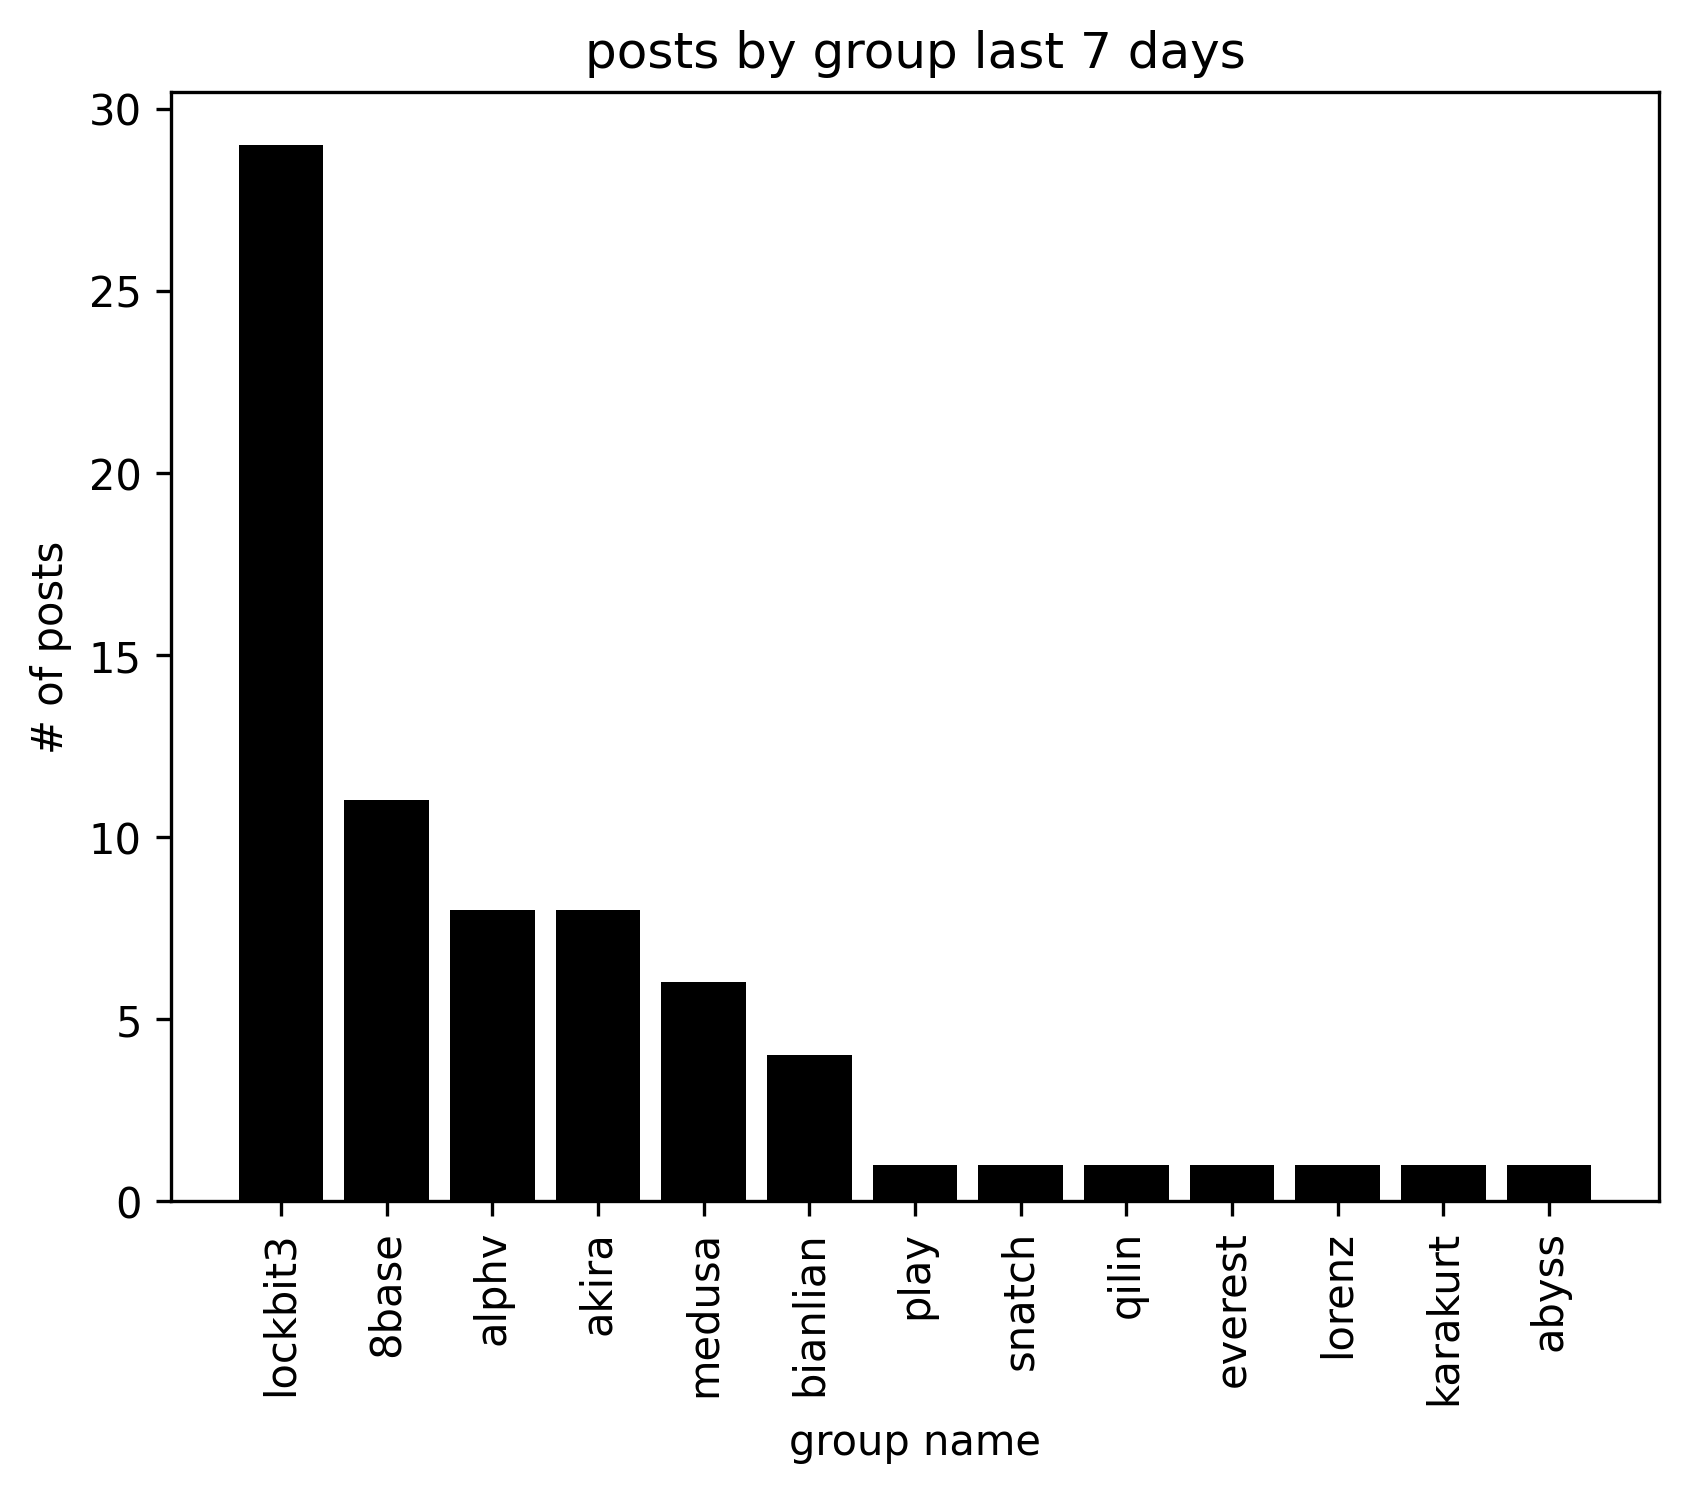 posts by group last 7 days
30
25
20
15
10
5
0
# of posts
lockbit3
8base
alphv
akira
medusa
bianlian
play
snatch
qilin
everest
lorenz
karakurt
abyss
group name